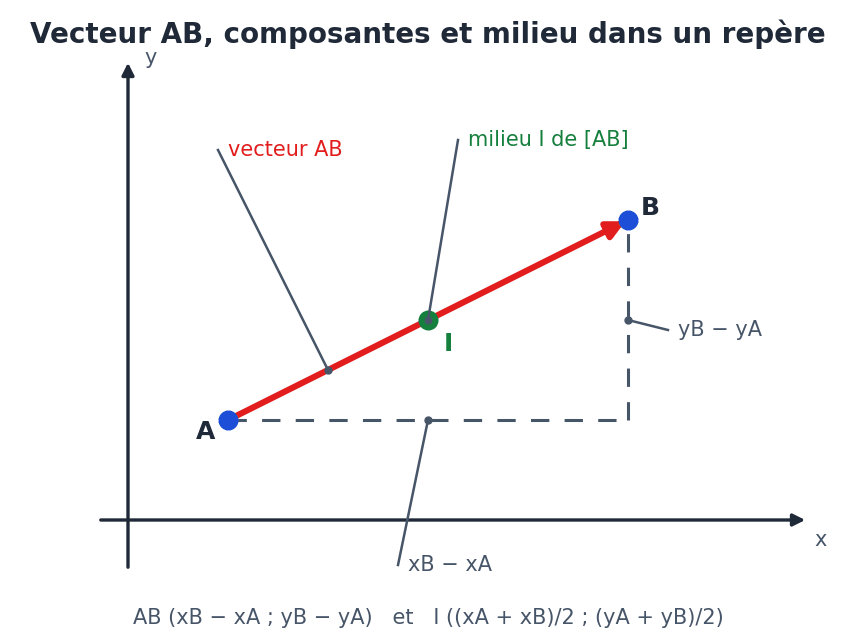 Vecteur AB, composantes et milieu dans un repère
y
vecteur AB
milieu I de [AB]
B
I
yB − yA
A
x
xB − xA
AB (xB − xA ; yB − yA)   et   I ((xA + xB)/2 ; (yA + yB)/2)